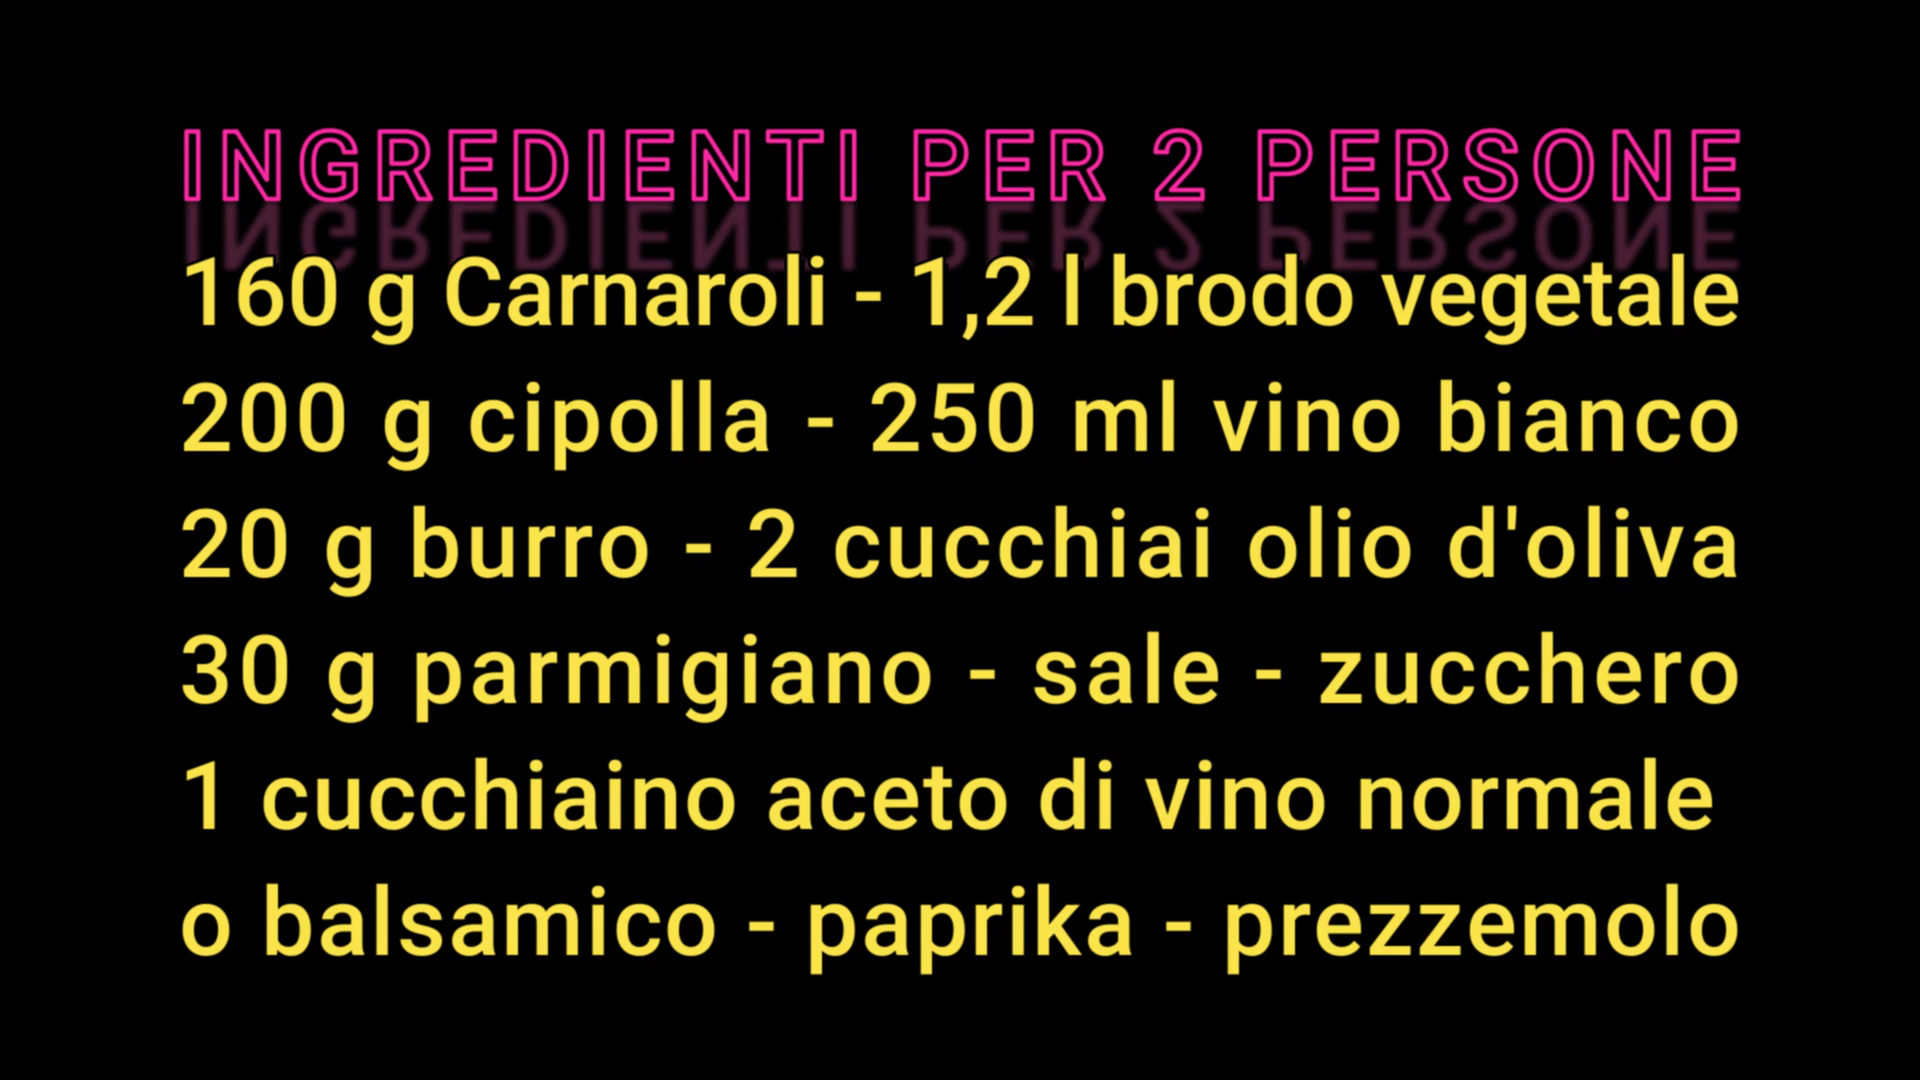 INGREDIENTI PER 2 PERSONE
160 g Carnaroli - 1,2 l brodo vegetale
200 g cipolla - 250 ml vino bianco
20 g burro - 2 cucchiai olio d'oliva
30 g parmigiano - sale - zucchero
1 cucchiaino aceto di vino normale
o balsamico - paprika - prezzemolo